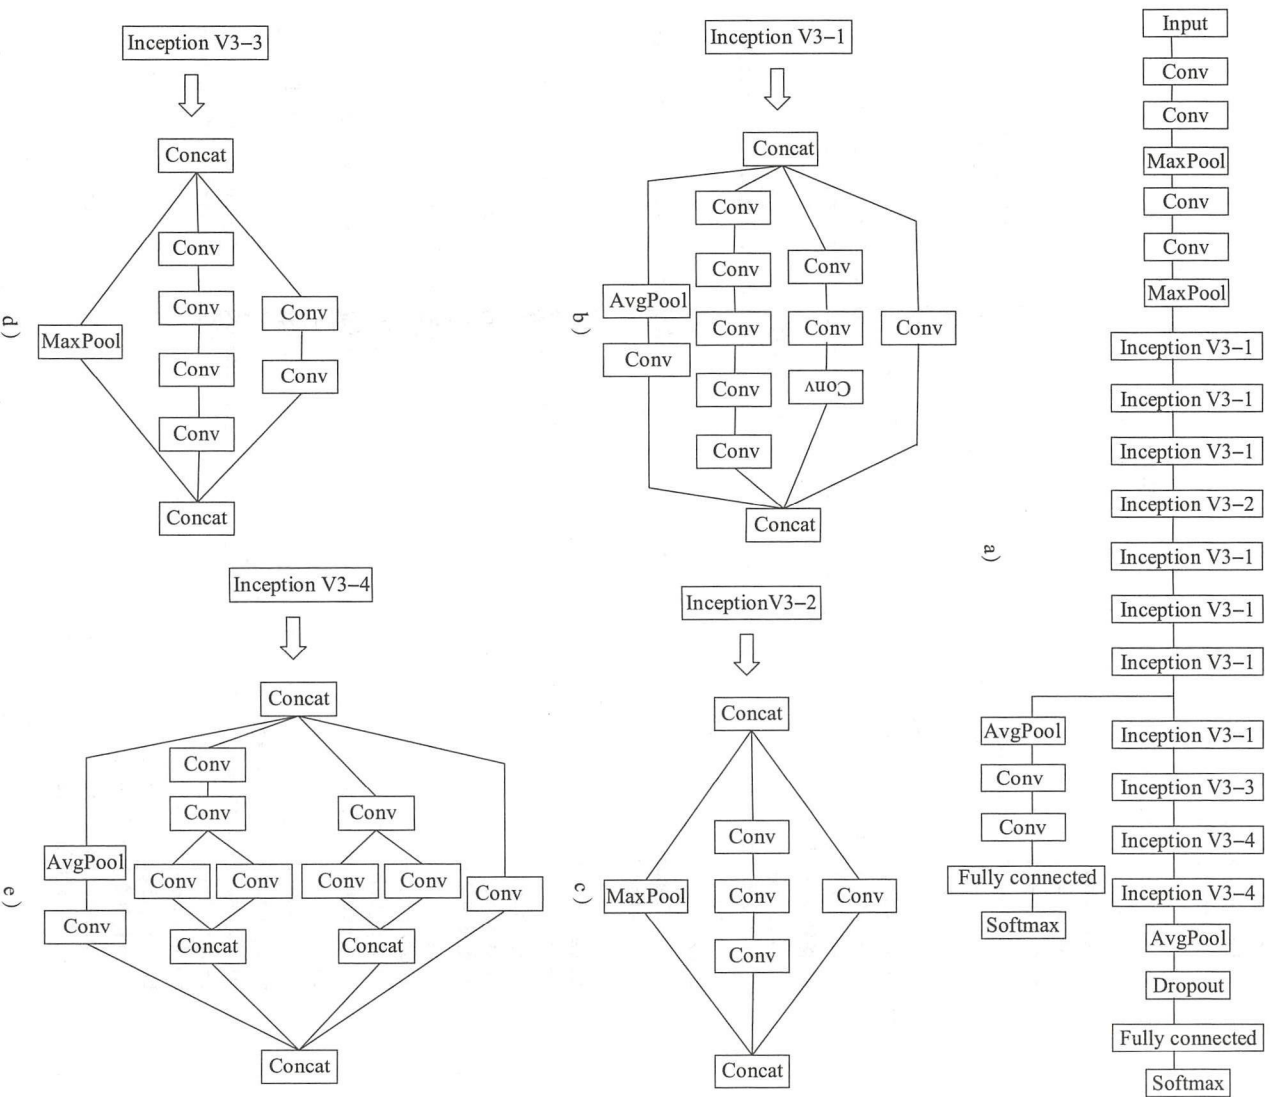 Input
Conv
Conv
MaxPool
Conv
Conv
MaxPool
Inception V3–1
Inception V3–1
Inception V3–1
Inception V3–2
Inception V3–1
Inception V3–1
Inception V3–1
Inception V3–1
Inception V3–3
Inception V3–4
Inception V3–4
AvgPool
Dropout
Fully connected
Softmax
AvgPool
Conv
Conv
Fully connected
Softmax
a)
Inception V3–1
Concat
Conv
Conv
Conv
AvgPool
Conv
Conv
Conv
Conv
Conv
Conv
Conv
Concat
b)
InceptionV3–2
Concat
Conv
MaxPool
Conv
Conv
Conv
Concat
c)
Inception V3–3
Concat
Conv
Conv
Conv
MaxPool
Conv
Conv
Conv
Concat
d)
Inception V3–4
Concat
Conv
Conv
Conv
AvgPool
Conv
Conv
Conv
Conv
Conv
Conv
Concat
Concat
Concat
e)